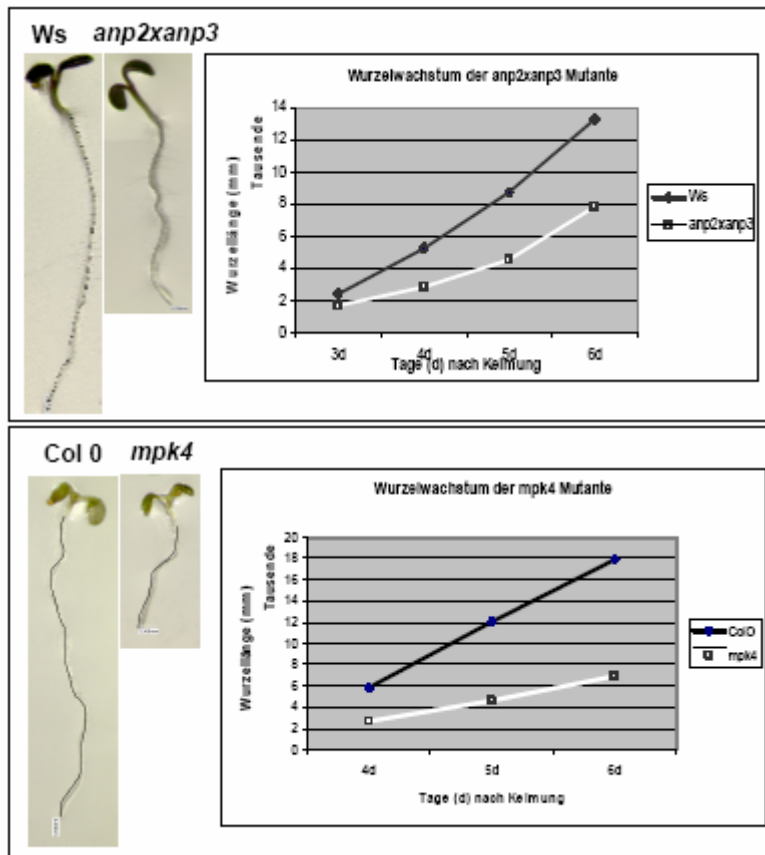 Ws anp2xanp3
Wurzelwachstum der anp2xanp3 Mutante
Wurzellänge (mm)
Tausende
14
12
10
8
6
4
2
0
3d 4d 5d 6d
Tage (d) nach Keimung
Ws
anp2xanp3
Col 0 mpk4
Wurzelwachstum der mpk4 Mutante
Wurzellänge (mm)
Tausende
20
18
16
14
12
10
8
6
4
2
0
4d 5d 6d
Tage (d) nach Keimung
Col0
mpk4